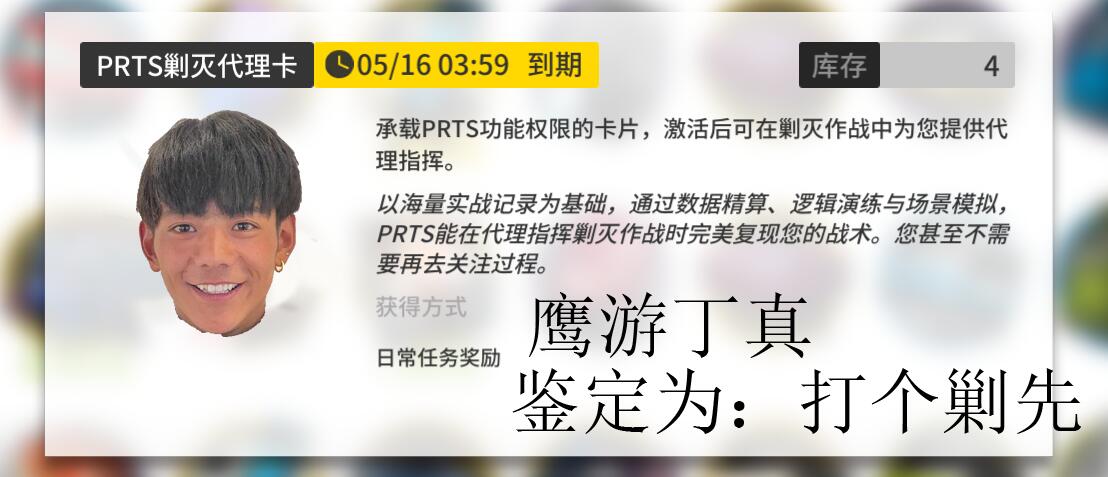 PRTS剿灭代理卡 05/16 03:59 到期 库存 4
承载PRTS功能权限的卡片，激活后可在剿灭作战中为您提供代
理指挥。
以海量实战记录为基础，通过数据精算、逻辑演练与场景模拟，
PRTS能在代理指挥剿灭作战时完美复现您的战术。您甚至不需
要再去关注过程。
获得方式
日常任务奖励
鹰游丁真
鉴定为：打个剿先